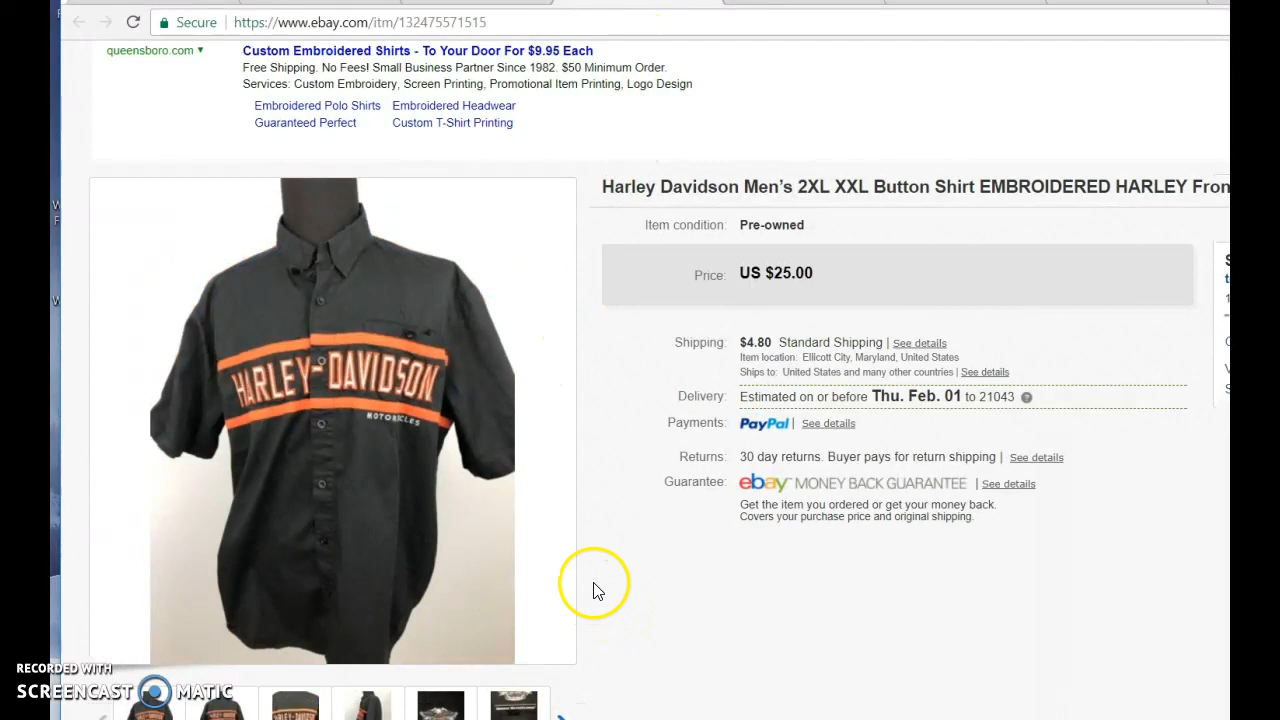 Secure
https://www.ebay.com/itm/132475571515
queensboro.com
Custom Embroidered Shirts - To Your Door For $9.95 Each
Free Shipping. No Fees! Small Business Partner Since 1982. $50 Minimum Order.
Services: Custom Embroidery, Screen Printing, Promotional Item Printing, Logo Design
Embroidered Polo Shirts Embroidered Headwear
Guaranteed Perfect Custom T-Shirt Printing
Harley Davidson Men's 2XL XXL Button Shirt EMBROIDERED HARLEY Fron
Item condition: Pre-owned
Price: US $25.00
Shipping: $4.80 Standard Shipping | See details
Item location: Ellicott City, Maryland, United States
Ships to: United States and many other countries | See details
Delivery: Estimated on or before Thu. Feb. 01 to 21043 ?
Payments: PayPal | See details
Returns: 30 day returns. Buyer pays for return shipping | See details
Guarantee: ebay MONEY BACK GUARANTEE | See details
Get the item you ordered or get your money back.
Covers your purchase price and original shipping.
HARLEY-DAVIDSON
MOTORCYCLES
RECORDED WITH
SCREENCAST MATIC